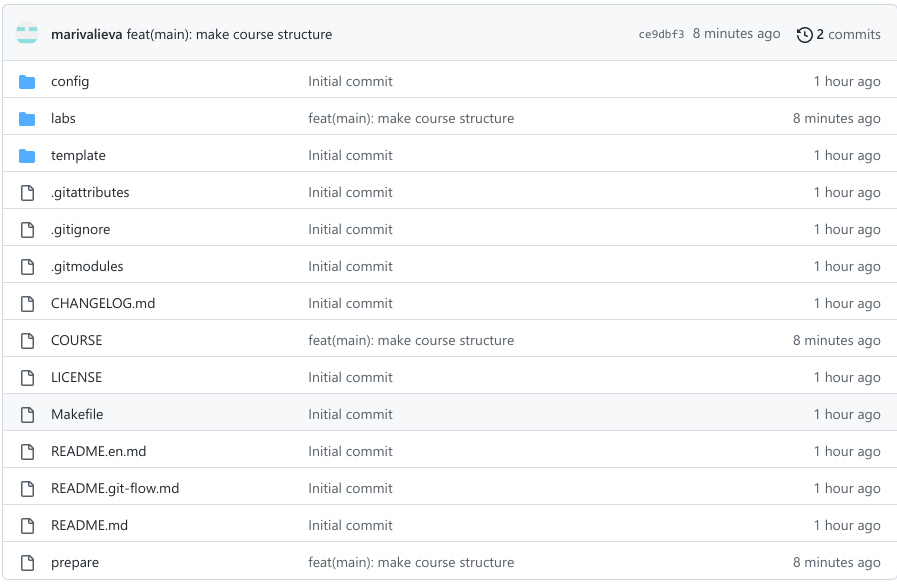 marivalieva feat(main): make course structure ce9dbf3 8 minutes ago 2 commits
config Initial commit 1 hour ago
labs feat(main): make course structure 8 minutes ago
template Initial commit 1 hour ago
.gitattributes Initial commit 1 hour ago
.gitignore Initial commit 1 hour ago
.gitmodules Initial commit 1 hour ago
CHANGELOG.md Initial commit 1 hour ago
COURSE feat(main): make course structure 8 minutes ago
LICENSE Initial commit 1 hour ago
Makefile Initial commit 1 hour ago
README.en.md Initial commit 1 hour ago
README.git-flow.md Initial commit 1 hour ago
README.md Initial commit 1 hour ago
prepare feat(main): make course structure 8 minutes ago